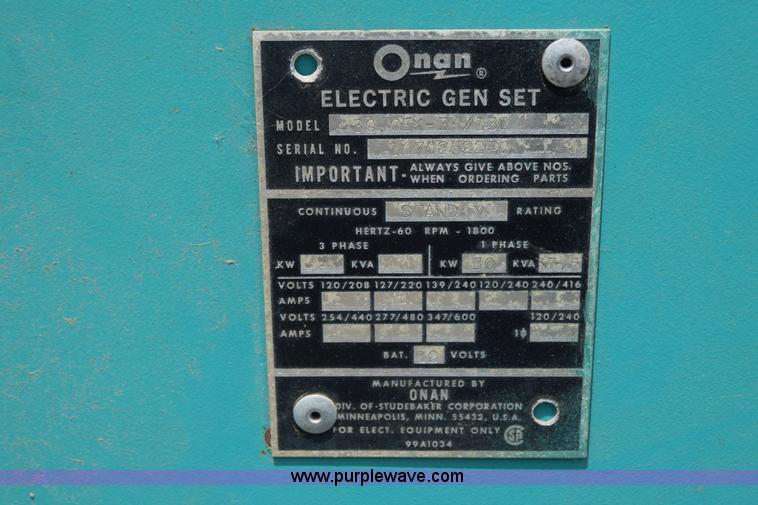 Onan ®
ELECTRIC GEN SET
MODEL
SERIAL NO.
IMPORTANT- ALWAYS GIVE ABOVE NOS.
WHEN ORDERING PARTS
CONTINUOUS STANDBY RATING
HERTZ-60 RPM - 1800
3 PHASE 1 PHASE
KW KVA KW 30 KVA 37.5
VOLTS 120/208 127/220 139/240 120/240 240/416
AMPS
VOLTS 254/440 277/480 347/600 120/240
AMPS 1ϕ
BAT. 12 VOLTS
MANUFACTURED BY
ONAN
DIV. OF STUDEBAKER CORPORATION
MINNEAPOLIS, MINN. 55432, U.S.A.
FOR ELECT. EQUIPMENT ONLY
99A1034
www.purplewave.com